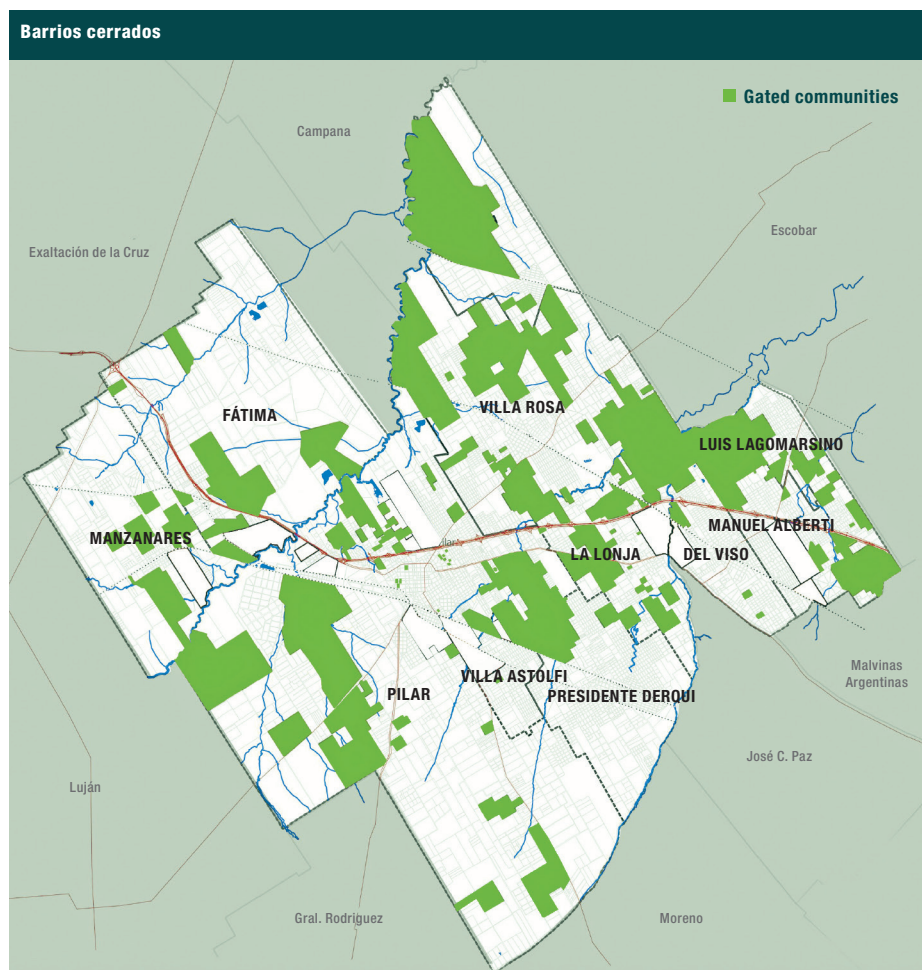 Barrios cerrados
Gated communities
Campana
Escobar
Exaltación de la Cruz
FÁTIMA
VILLA ROSA
LUIS LAGOMARSINO
MANZANARES
MANUEL ALBERTI
LA LONJA
DEL VISO
VILLA ASTOLFI
PILAR
PRESIDENTE DERQUI
Malvinas
Argentinas
José C. Paz
Luján
Gral. Rodriguez
Moreno